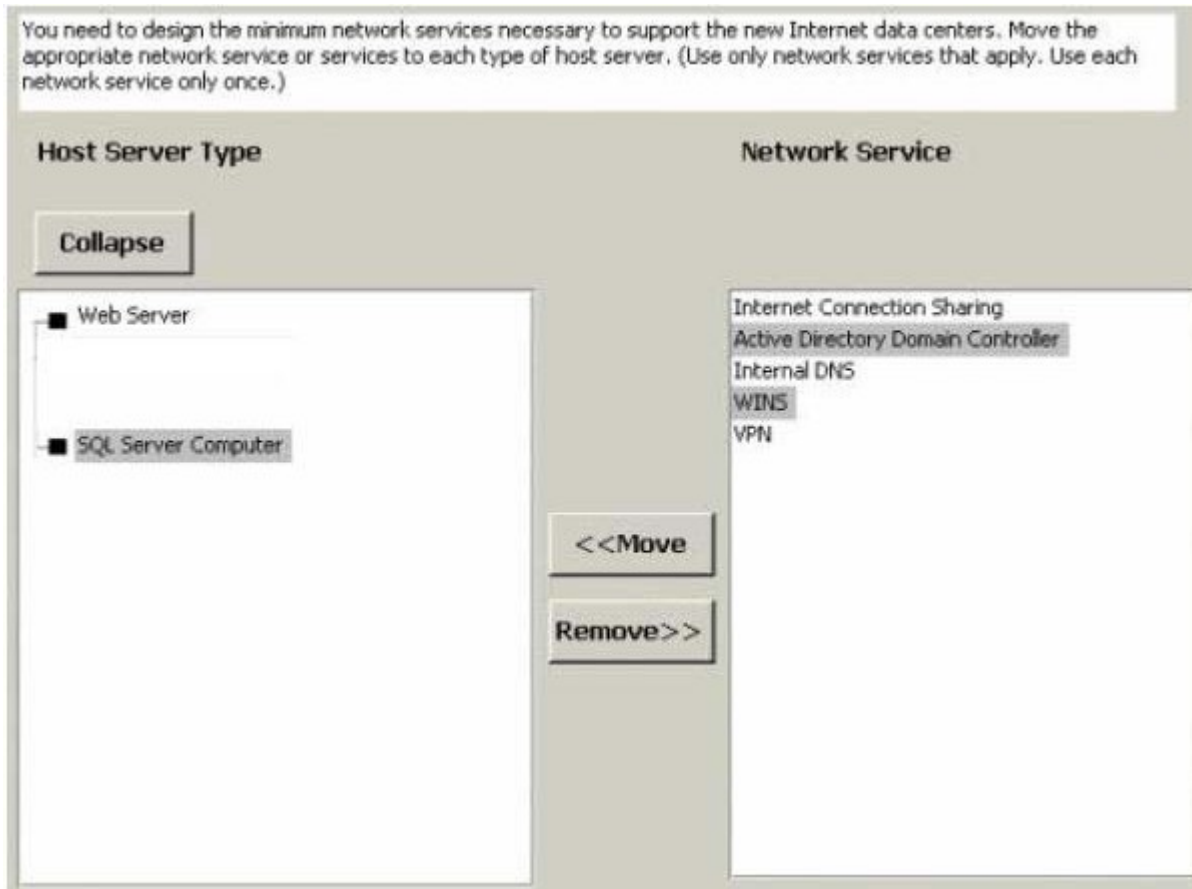 You need to design the minimum network services necessary to support the new Internet data centers. Move the
appropriate network service or services to each type of host server. (Use only network services that apply. Use each
network service only once.)
Host Server Type
Network Service
Collapse
Web Server
SQL Server Computer
Internet Connection Sharing
Active Directory Domain Controller
Internal DNS
WINS
VPN
<<Move
Remove>>